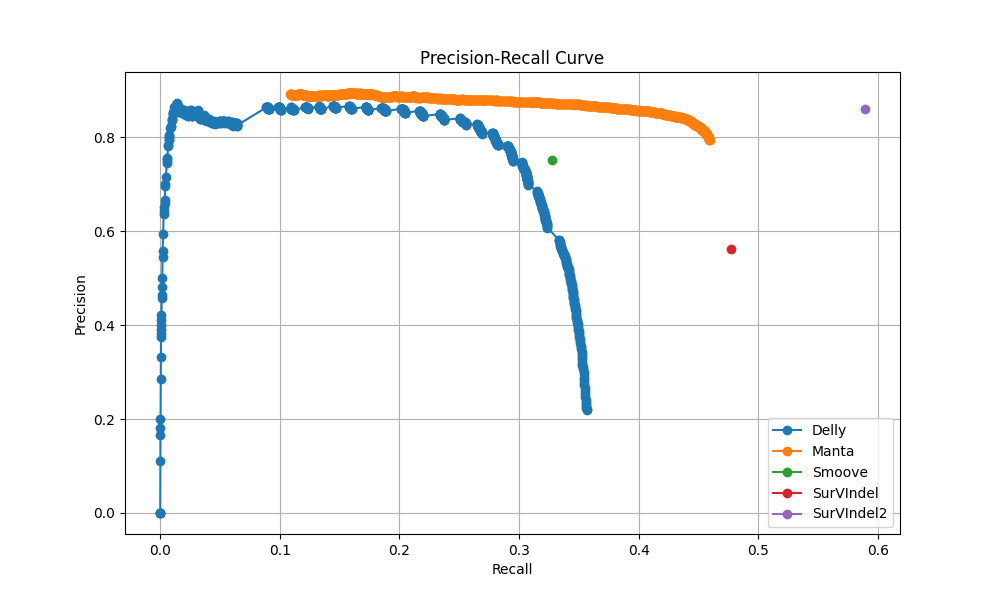 Precision-Recall Curve
Precision
0.8
0.6
0.4
0.2
0.0
0.0 0.1 0.2 0.3 0.4 0.5 0.6
Recall
Delly
Manta
Smoove
SurVIndel
SurVIndel2